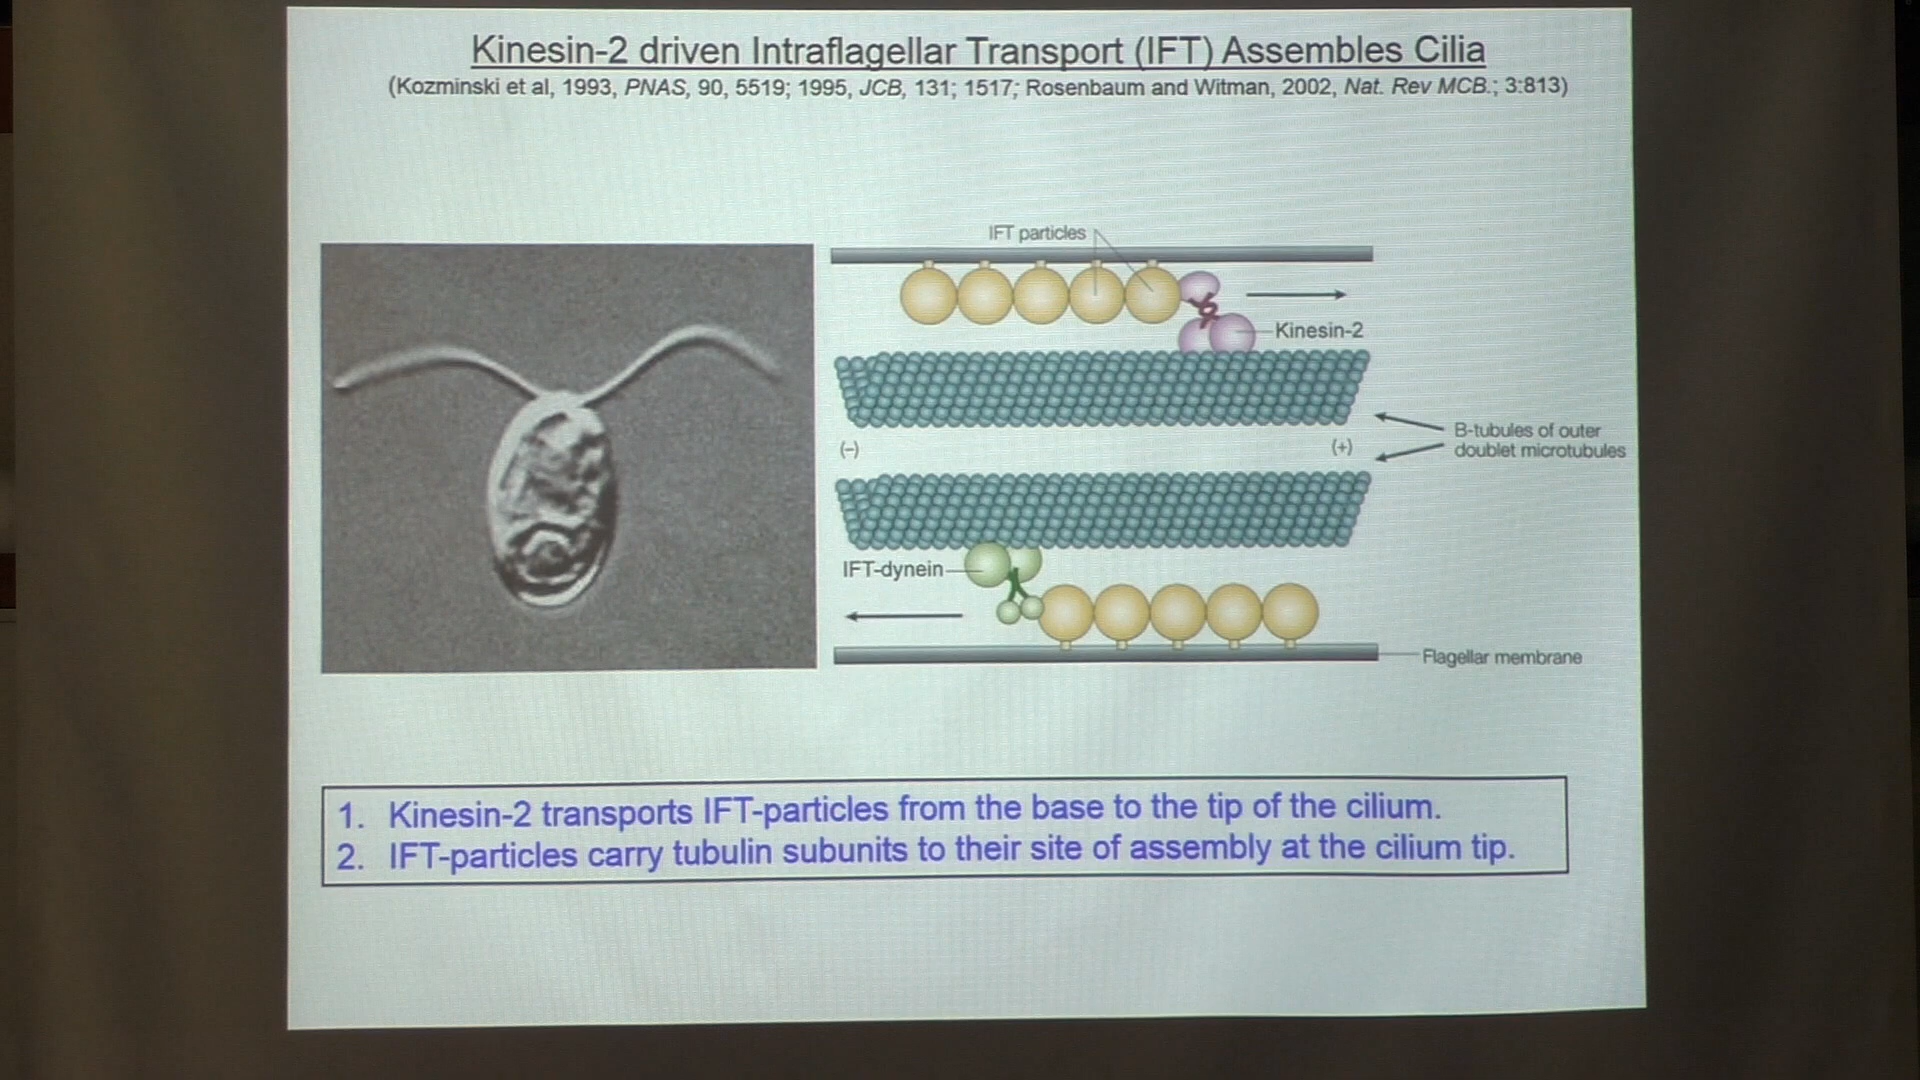 Kinesin-2 driven Intraflagellar Transport (IFT) Assembles Cilia
(Kozminski et al, 1993, PNAS, 90, 5519; 1995, JCB, 131; 1517; Rosenbaum and Witman, 2002, Nat. Rev MCB.; 3:813)
IFT particles
Kinesin-2
B-tubules of outer
doublet microtubules
(–)
(+)
IFT-dynein
Flagellar membrane
1. Kinesin-2 transports IFT-particles from the base to the tip of the cilium.
2. IFT-particles carry tubulin subunits to their site of assembly at the cilium tip.